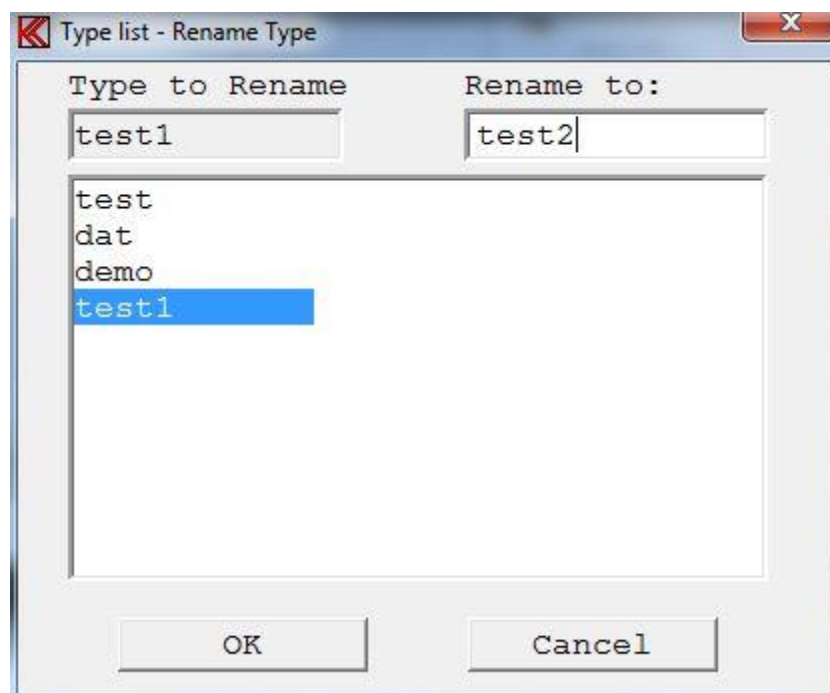 Type list - Rename Type
Type to Rename
Rename to:
test1
test2
test
dat
demo
test1
OK
Cancel